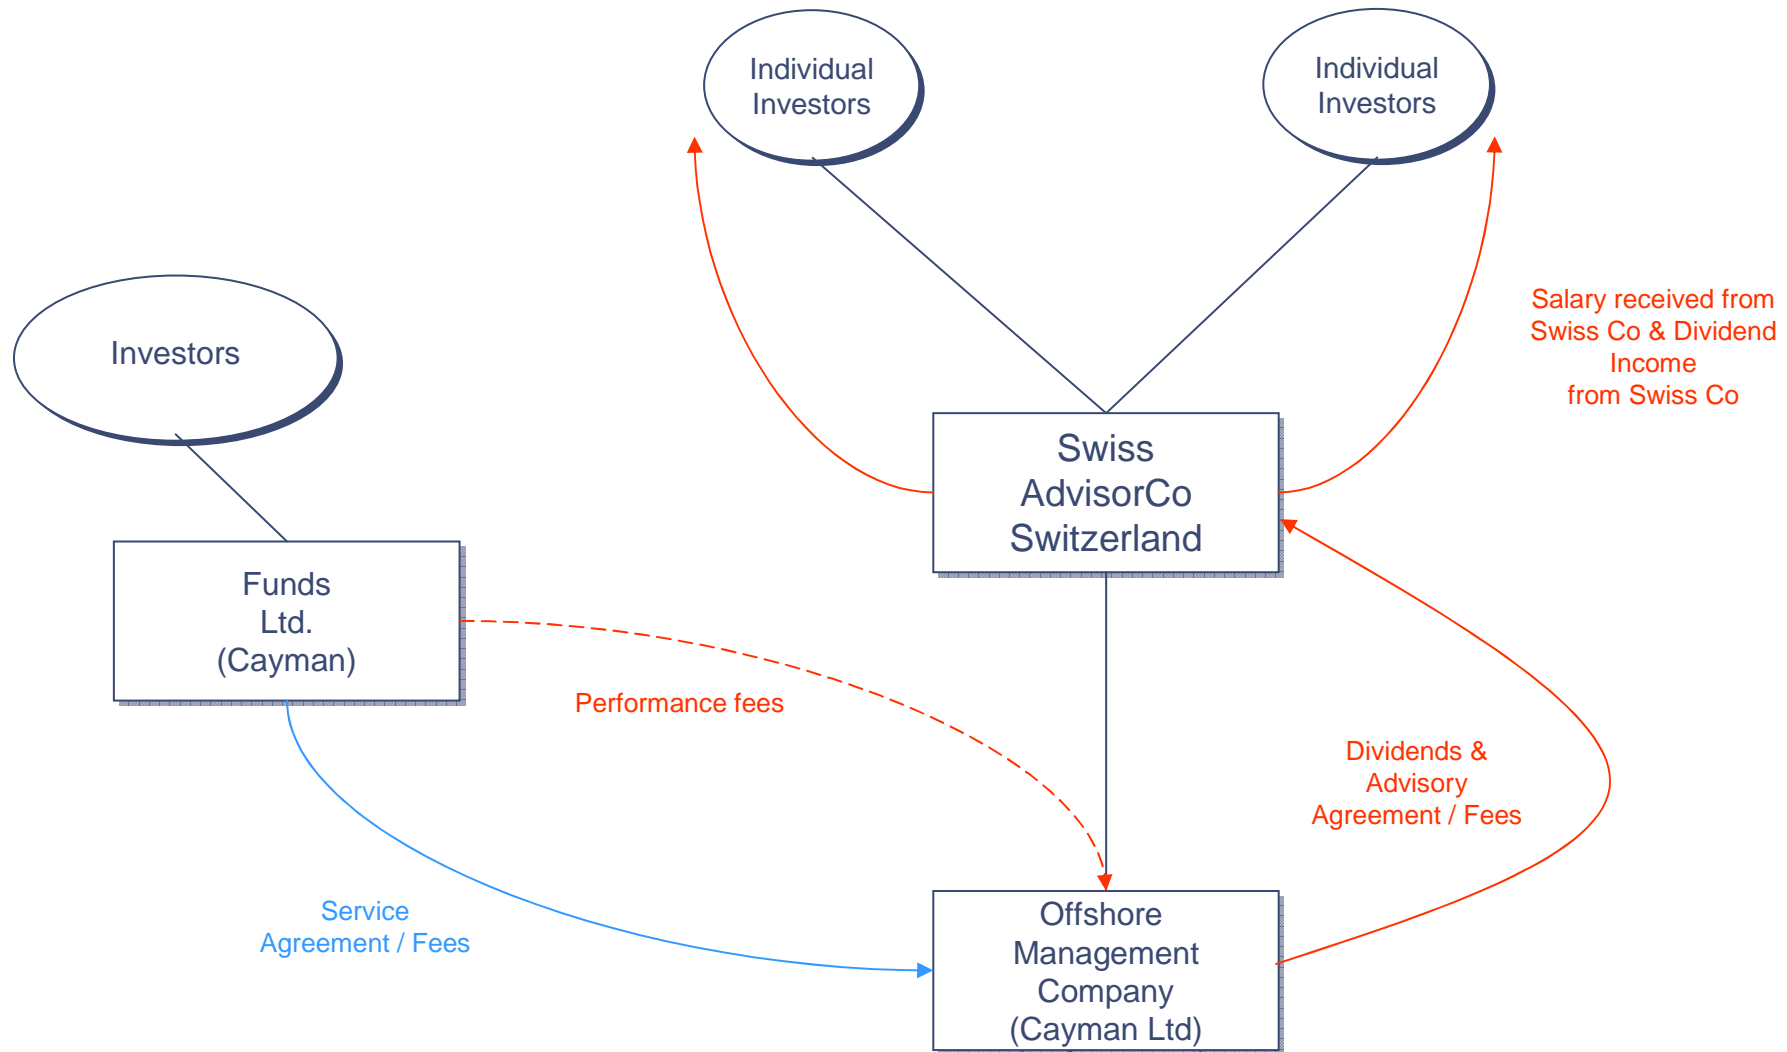 Individual
Investors
Individual
Investors
Salary received from
Swiss Co & Dividend
Income
from Swiss Co
Investors
Swiss
AdvisorCo
Switzerland
Funds
Ltd.
(Cayman)
Performance fees
Dividends &
Advisory
Agreement / Fees
Service
Agreement / Fees
Offshore
Management
Company
(Cayman Ltd)